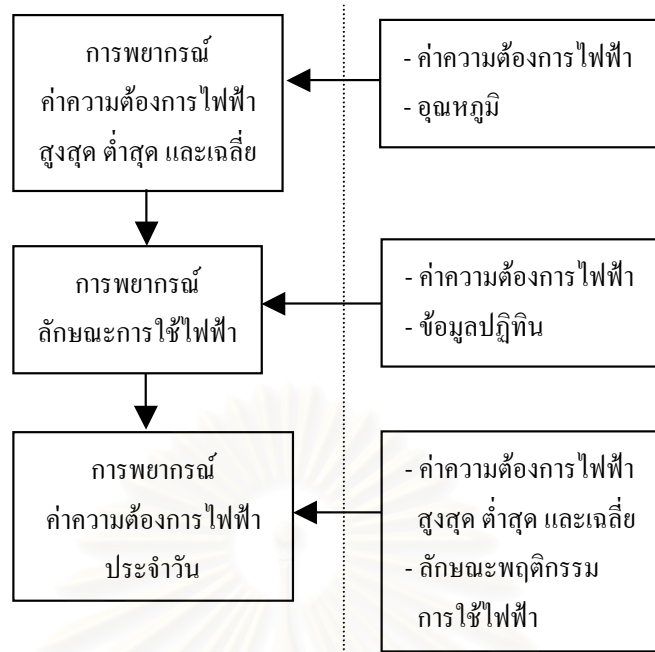 การพยากรณ์
ค่าความต้องการไฟฟ้า
สูงสุด ต่ำสุด และเฉลี่ย
- ค่าความต้องการไฟฟ้า
- อุณหภูมิ
การพยากรณ์
ลักษณะการใช้ไฟฟ้า
- ค่าความต้องการไฟฟ้า
- ข้อมูลปฏิทิน
การพยากรณ์
ค่าความต้องการไฟฟ้า
ประจำวัน
- ค่าความต้องการไฟฟ้า
สูงสุด ต่ำสุด และเฉลี่ย
- ลักษณะพฤติกรรม
การใช้ไฟฟ้า